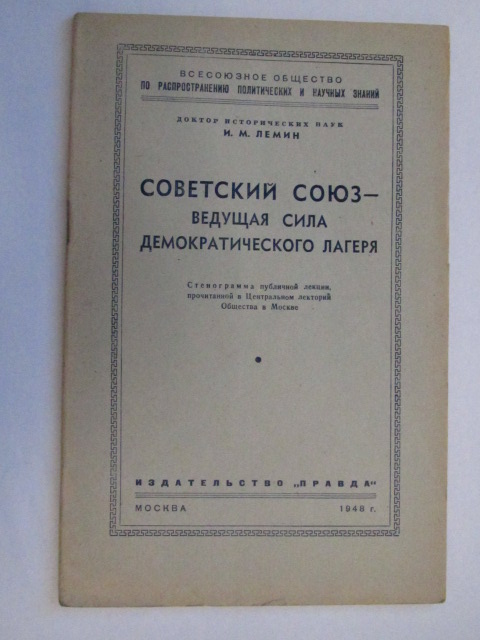 ВСЕСОЮЗНОЕ ОБЩЕСТВО
ПО РАСПРОСТРАНЕНИЮ ПОЛИТИЧЕСКИХ И НАУЧНЫХ ЗНАНИЙ
ДОКТОР ИСТОРИЧЕСКИХ НАУК
И. М. ЛЕМИН
СОВЕТСКИЙ СОЮЗ—
ВЕДУЩАЯ СИЛА
ДЕМОКРАТИЧЕСКОГО ЛАГЕРЯ
Стенограмма публичной лекции,
прочитанной в Центральном лектории
Общества в Москве
ИЗДАТЕЛЬСТВО „ПРАВДА“
МОСКВА 1948 г.